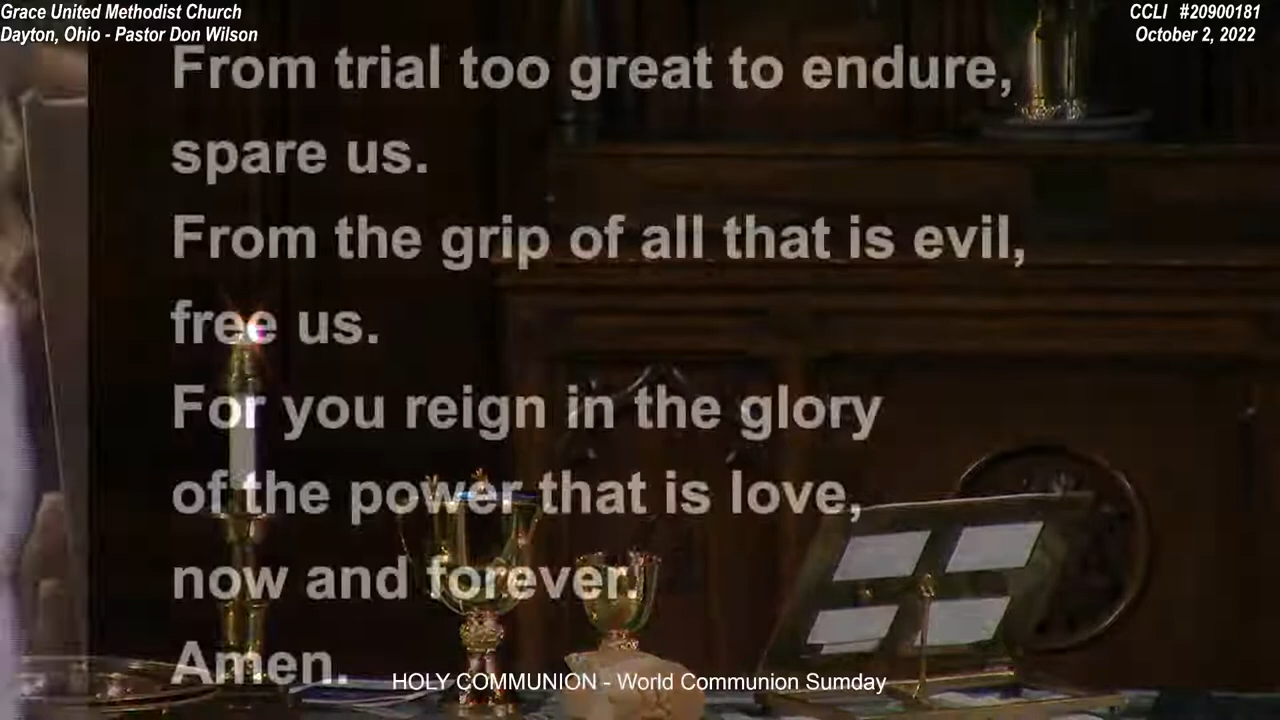 Grace United Methodist Church
Dayton, Ohio - Pastor Don Wilson
CCLI #20900181
October 2, 2022
From trial too great to endure,
spare us.
From the grip of all that is evil,
free us.
For you reign in the glory
of the power that is love,
now and forever.
Amen.
HOLY COMMUNION - World Communion Sumday